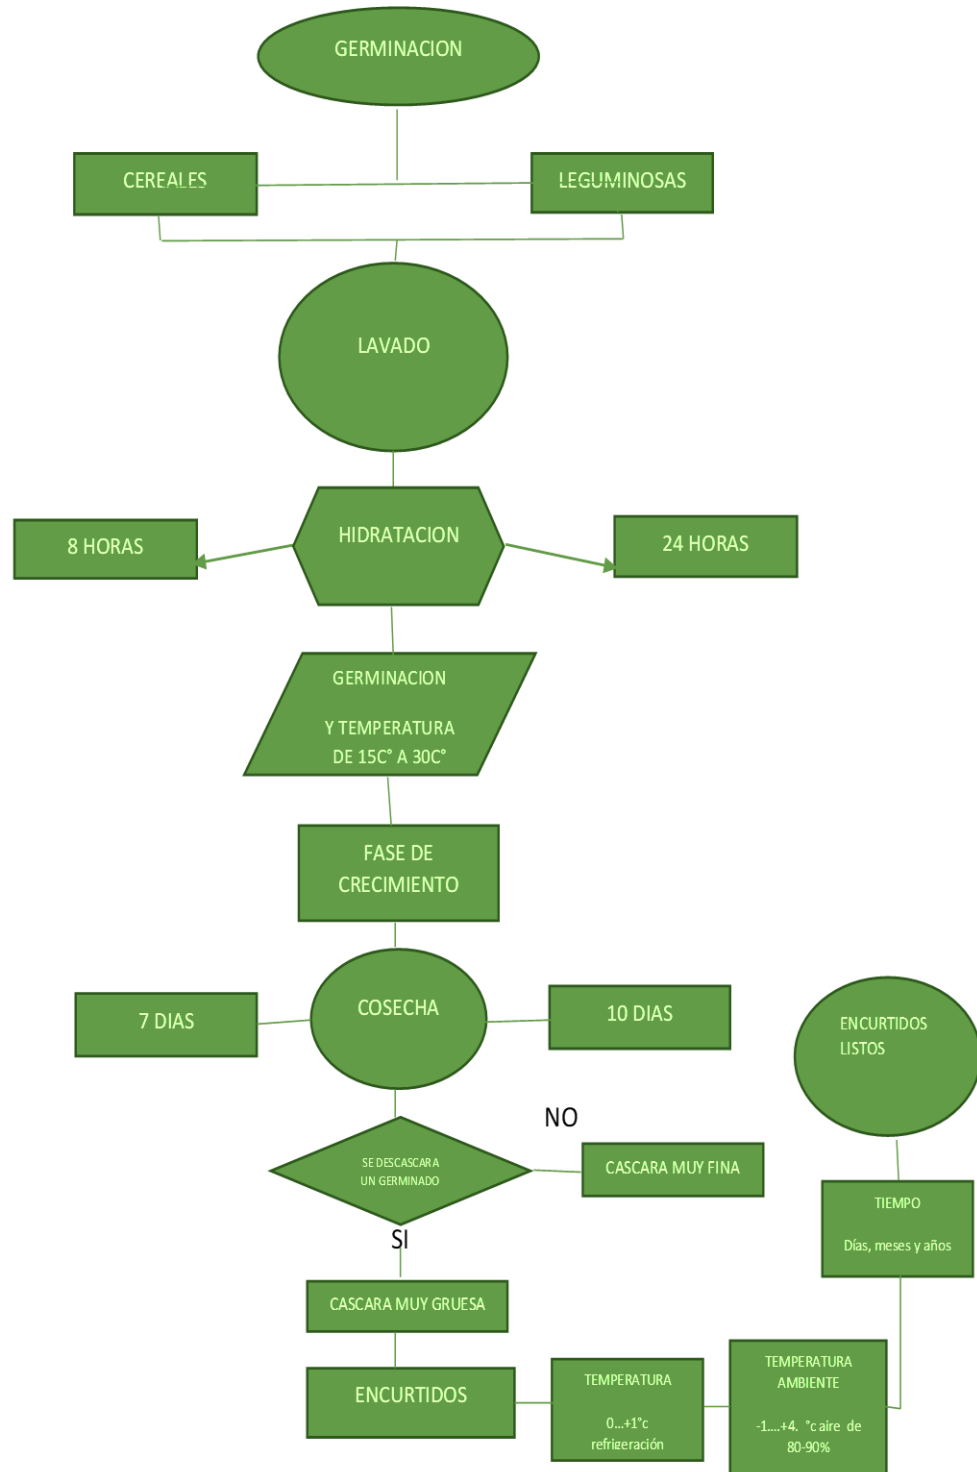 GERMINACION
CEREALES
LEGUMINOSAS
LAVADO
HIDRATACION
8 HORAS
24 HORAS
GERMINACION
Y TEMPERATURA
DE 15C° A 30C°
FASE DE
CRECIMIENTO
COSECHA
7 DIAS
10 DIAS
ENCURTIDOS
LISTOS
NO
SE DESCASCARA
UN GERMINADO
CASCARA MUY FINA
TIEMPO
Días, meses y años
SI
CASCARA MUY GRUESA
ENCURTIDOS
TEMPERATURA
0...+1°c
refrigeración
TEMPERATURA
AMBIENTE
-1....+4. °c aire de
80-90%